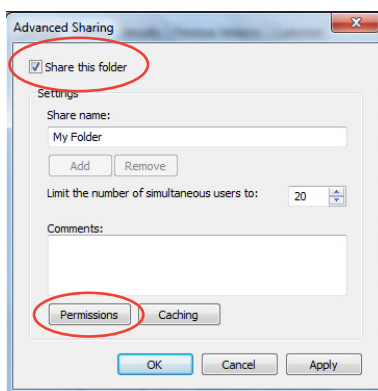 Advanced Sharing
Share this folder
Settings
Share name:
My Folder
Add Remove
Limit the number of simultaneous users to: 20
Comments:
Permissions Caching
OK Cancel Apply